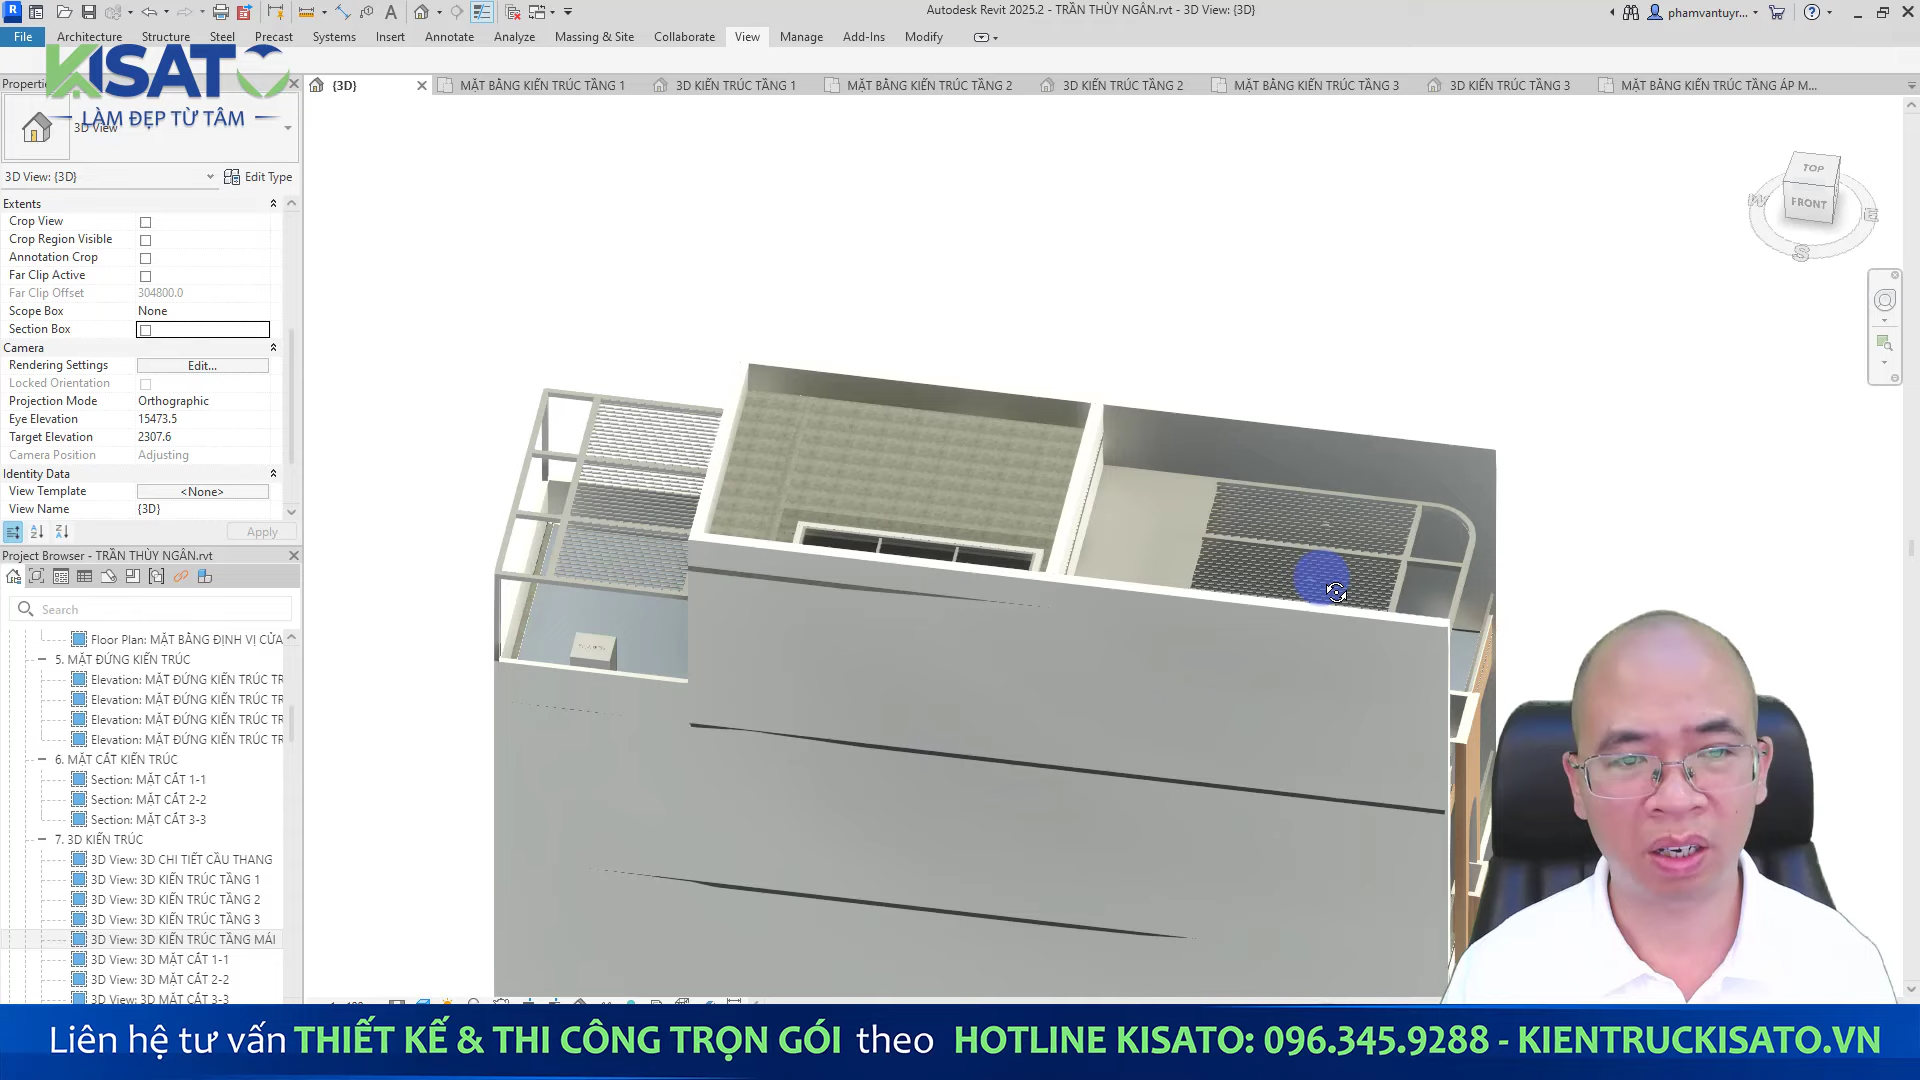 Autodesk Revit 2025.2 - TRẦN THÙY NGÂN.rvt - 3D View: {3D}
phamvantuyr...
File Architecture Structure Steel Precast Systems Insert Annotate Analyze Massing & Site Collaborate View Manage Add-Ins Modify
KISATO
LÀM ĐẸP TỪ TÂM
{3D} MẶT BẰNG KIẾN TRÚC TẦNG 1 3D KIẾN TRÚC TẦNG 1 MẶT BẰNG KIẾN TRÚC TẦNG 2 3D KIẾN TRÚC TẦNG 2 MẶT BẰNG KIẾN TRÚC TẦNG 3 3D KIẾN TRÚC TẦNG 3 MẶT BẰNG KIẾN TRÚC TẦNG ÁP M...
3D View
3D View: {3D} Edit Type
Extents
Crop View
Crop Region Visible
Annotation Crop
Far Clip Active
Far Clip Offset 304800.0
Scope Box None
Section Box
Camera
Rendering Settings Edit...
Locked Orientation
Projection Mode Orthographic
Eye Elevation 15473.5
Target Elevation 2307.6
Camera Position Adjusting
Identity Data
View Template <None>
View Name {3D}
Apply
Project Browser - TRẦN THÙY NGÂN.rvt
Search
Floor Plan: MẶT BẰNG ĐỊNH VỊ CỬA
5. MẶT ĐỨNG KIẾN TRÚC
Elevation: MẶT ĐỨNG KIẾN TRÚC TR
Elevation: MẶT ĐỨNG KIẾN TRÚC TR
Elevation: MẶT ĐỨNG KIẾN TRÚC TR
Elevation: MẶT ĐỨNG KIẾN TRÚC TR
6. MẶT CẮT KIẾN TRÚC
Section: MẶT CẮT 1-1
Section: MẶT CẮT 2-2
Section: MẶT CẮT 3-3
7. 3D KIẾN TRÚC
3D View: 3D CHI TIẾT CẦU THANG
3D View: 3D KIẾN TRÚC TẦNG 1
3D View: 3D KIẾN TRÚC TẦNG 2
3D View: 3D KIẾN TRÚC TẦNG 3
3D View: 3D KIẾN TRÚC TẦNG MÁI
3D View: 3D MẶT CẮT 1-1
3D View: 3D MẶT CẮT 2-2
3D View: 3D MẶT CẮT 3-3
TOP
FRONT
W
E
S
Liên hệ tư vấn THIẾT KẾ & THI CÔNG TRỌN GÓI theo HOTLINE KISATO: 096.345.9288 - KIENTRUCKISATO.VN